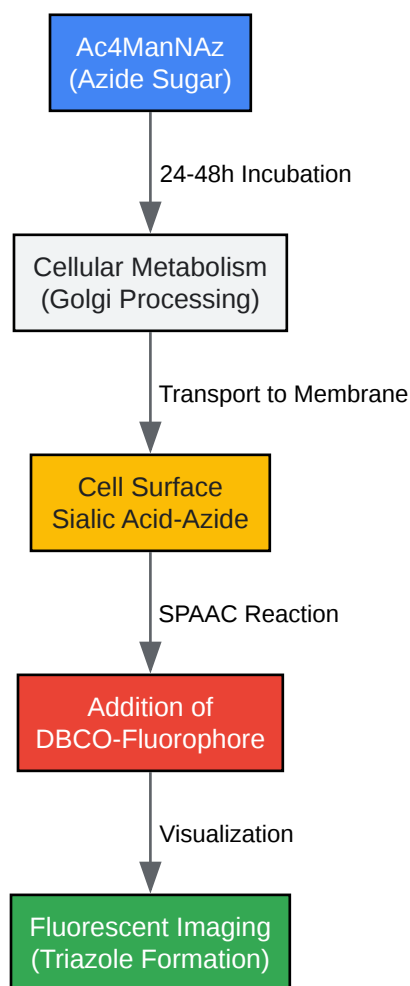 Ac4ManNAz
(Azide Sugar)
24-48h Incubation
Cellular Metabolism
(Golgi Processing)
Transport to Membrane
Cell Surface
Sialic Acid-Azide
SPAAC Reaction
Addition of
DBCO-Fluorophore
Visualization
Fluorescent Imaging
(Triazole Formation)